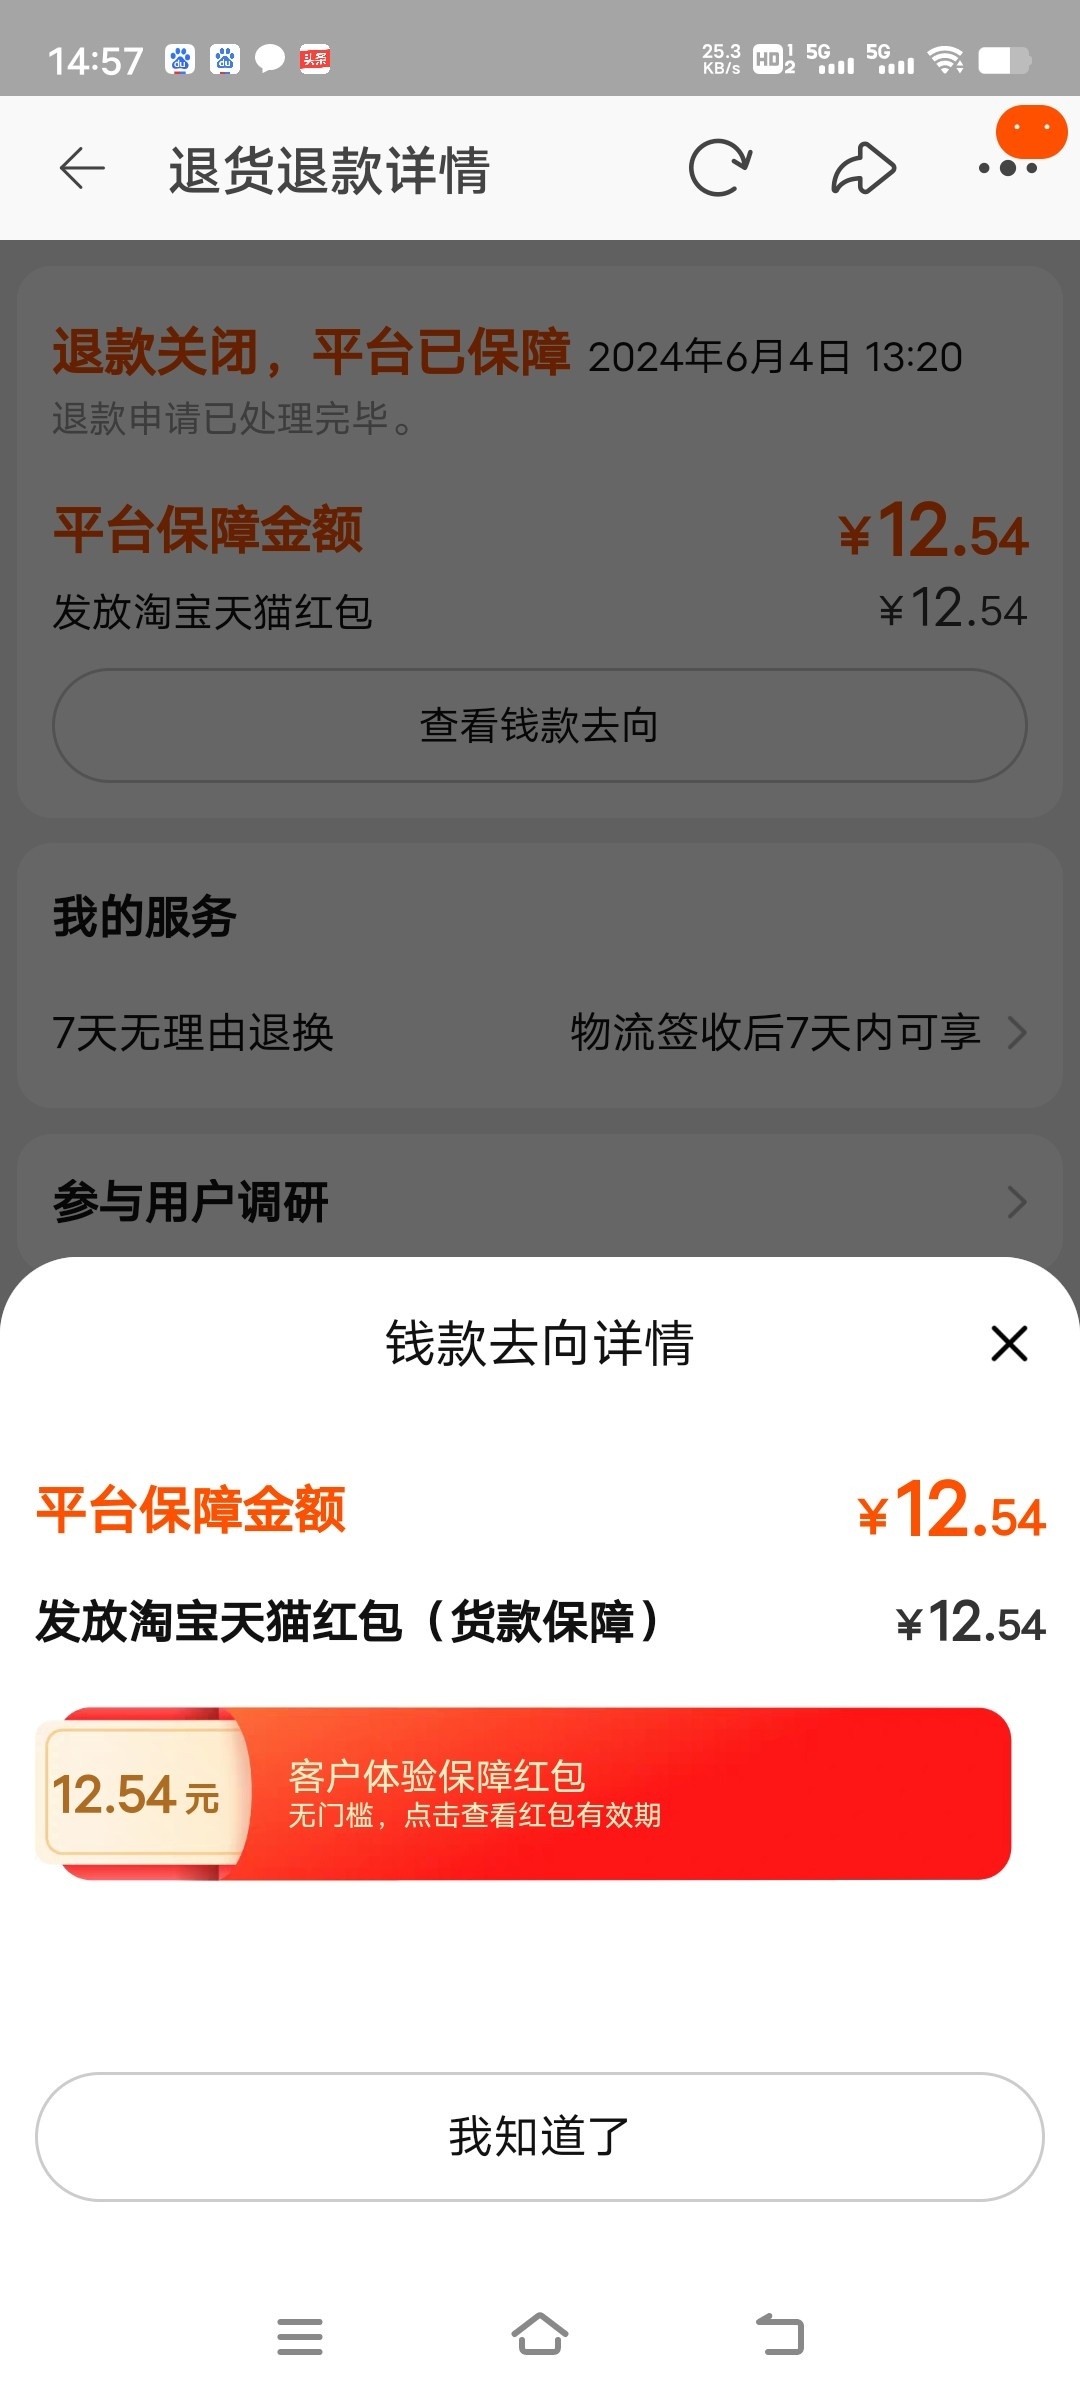 14:57
25.3 KB/s HD 1 2 5G 5G
du du 头条
退货退款详情
退款关闭，平台已保障 2024年6月4日 13:20
退款申请已处理完毕。
平台保障金额 ¥12.54
发放淘宝天猫红包 ¥12.54
查看钱款去向
我的服务
7天无理由退换 物流签收后7天内可享
参与用户调研
钱款去向详情
平台保障金额 ¥12.54
发放淘宝天猫红包（货款保障） ¥12.54
12.54元 客户体验保障红包
无门槛，点击查看红包有效期
我知道了